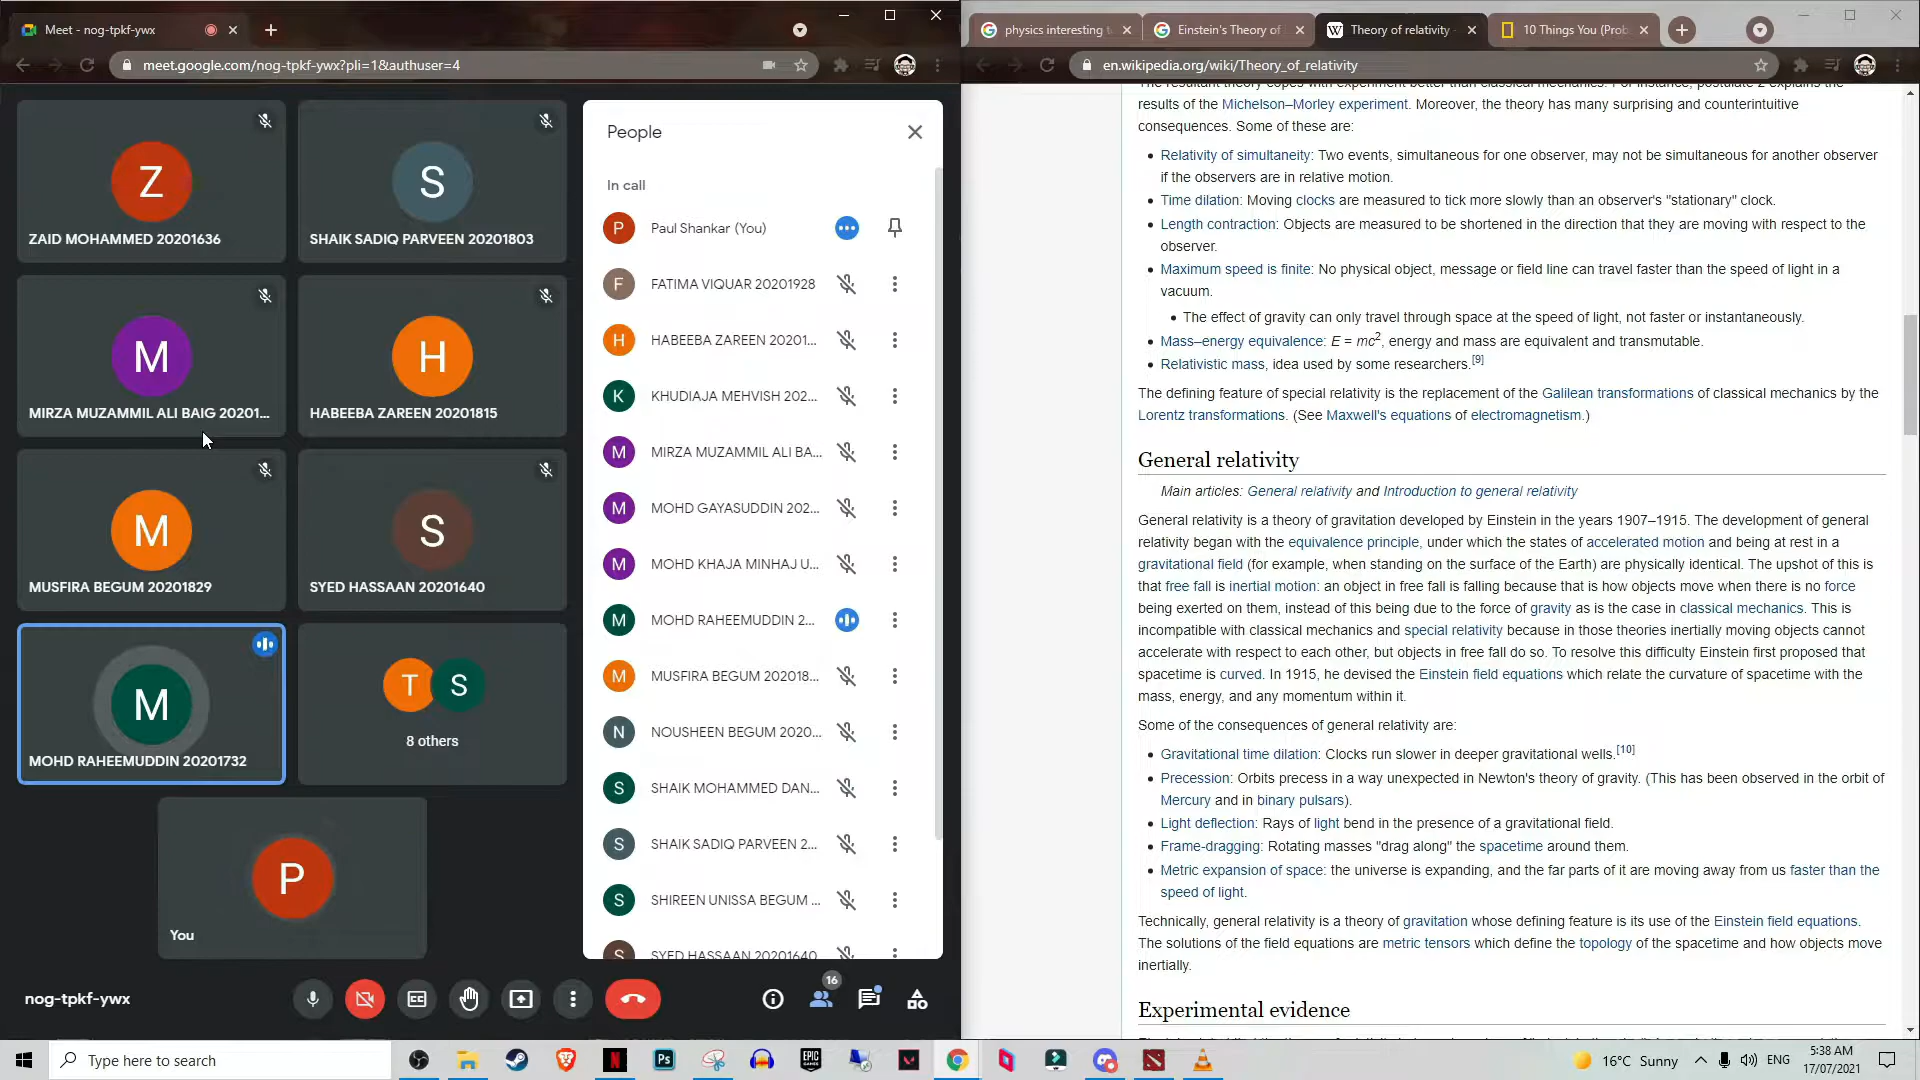 Meet - nog-tpkf-ywx
meet.google.com/nog-tpkf-ywx?pli=1&authuser=4
Z
ZAID MOHAMMED 20201636
S
SHAIK SADIQ PARVEEN 20201803
M
MIRZA MUZAMMIL ALI BAIG 20201...
H
HABEEBA ZAREEN 20201815
M
MUSFIRA BEGUM 20201829
S
SYED HASSAAN 20201640
M
MOHD RAHEEMUDDIN 20201732
T S
8 others
P
You
People
In call
P Paul Shankar (You)
F FATIMA VIQUAR 20201928
H HABEEBA ZAREEN 20201...
K KHUDIAJA MEHVISH 202...
M MIRZA MUZAMMIL ALI BA...
M MOHD GAYASUDDIN 202...
M MOHD KHAJA MINHAJ U...
M MOHD RAHEEMUDDIN 2...
M MUSFIRA BEGUM 202018...
N NOUSHEEN BEGUM 2020...
S SHAIK MOHAMMED DAN...
S SHAIK SADIQ PARVEEN 2...
S SHIREEN UNISSA BEGUM ...
S SYED HASSAAN 20201640
nog-tpkf-ywx
16
physics interesting t
Einstein's Theory of
W Theory of relativity
10 Things You (Prob
en.wikipedia.org/wiki/Theory_of_relativity
results of the Michelson–Morley experiment. Moreover, the theory has many surprising and counterintuitive
consequences. Some of these are:
• Relativity of simultaneity: Two events, simultaneous for one observer, may not be simultaneous for another observer
if the observers are in relative motion.
• Time dilation: Moving clocks are measured to tick more slowly than an observer's "stationary" clock.
• Length contraction: Objects are measured to be shortened in the direction that they are moving with respect to the
observer.
• Maximum speed is finite: No physical object, message or field line can travel faster than the speed of light in a
vacuum.
• The effect of gravity can only travel through space at the speed of light, not faster or instantaneously.
• Mass–energy equivalence: E = mc², energy and mass are equivalent and transmutable.
• Relativistic mass, idea used by some researchers.[9]
The defining feature of special relativity is the replacement of the Galilean transformations of classical mechanics by the
Lorentz transformations. (See Maxwell's equations of electromagnetism.)
General relativity
Main articles: General relativity and Introduction to general relativity
General relativity is a theory of gravitation developed by Einstein in the years 1907–1915. The development of general
relativity began with the equivalence principle, under which the states of accelerated motion and being at rest in a
gravitational field (for example, when standing on the surface of the Earth) are physically identical. The upshot of this is
that free fall is inertial motion: an object in free fall is falling because that is how objects move when there is no force
being exerted on them, instead of this being due to the force of gravity as is the case in classical mechanics. This is
incompatible with classical mechanics and special relativity because in those theories inertially moving objects cannot
accelerate with respect to each other, but objects in free fall do so. To resolve this difficulty Einstein first proposed that
spacetime is curved. In 1915, he devised the Einstein field equations which relate the curvature of spacetime with the
mass, energy, and any momentum within it.
Some of the consequences of general relativity are:
• Gravitational time dilation: Clocks run slower in deeper gravitational wells.[10]
• Precession: Orbits precess in a way unexpected in Newton's theory of gravity. (This has been observed in the orbit of
Mercury and in binary pulsars).
• Light deflection: Rays of light bend in the presence of a gravitational field.
• Frame-dragging: Rotating masses "drag along" the spacetime around them.
• Metric expansion of space: the universe is expanding, and the far parts of it are moving away from us faster than the
speed of light.
Technically, general relativity is a theory of gravitation whose defining feature is its use of the Einstein field equations.
The solutions of the field equations are metric tensors which define the topology of the spacetime and how objects move
inertially.
Experimental evidence
Type here to search
Ps
EPIC GAMES
16°C Sunny
ENG
5:38 AM
17/07/2021